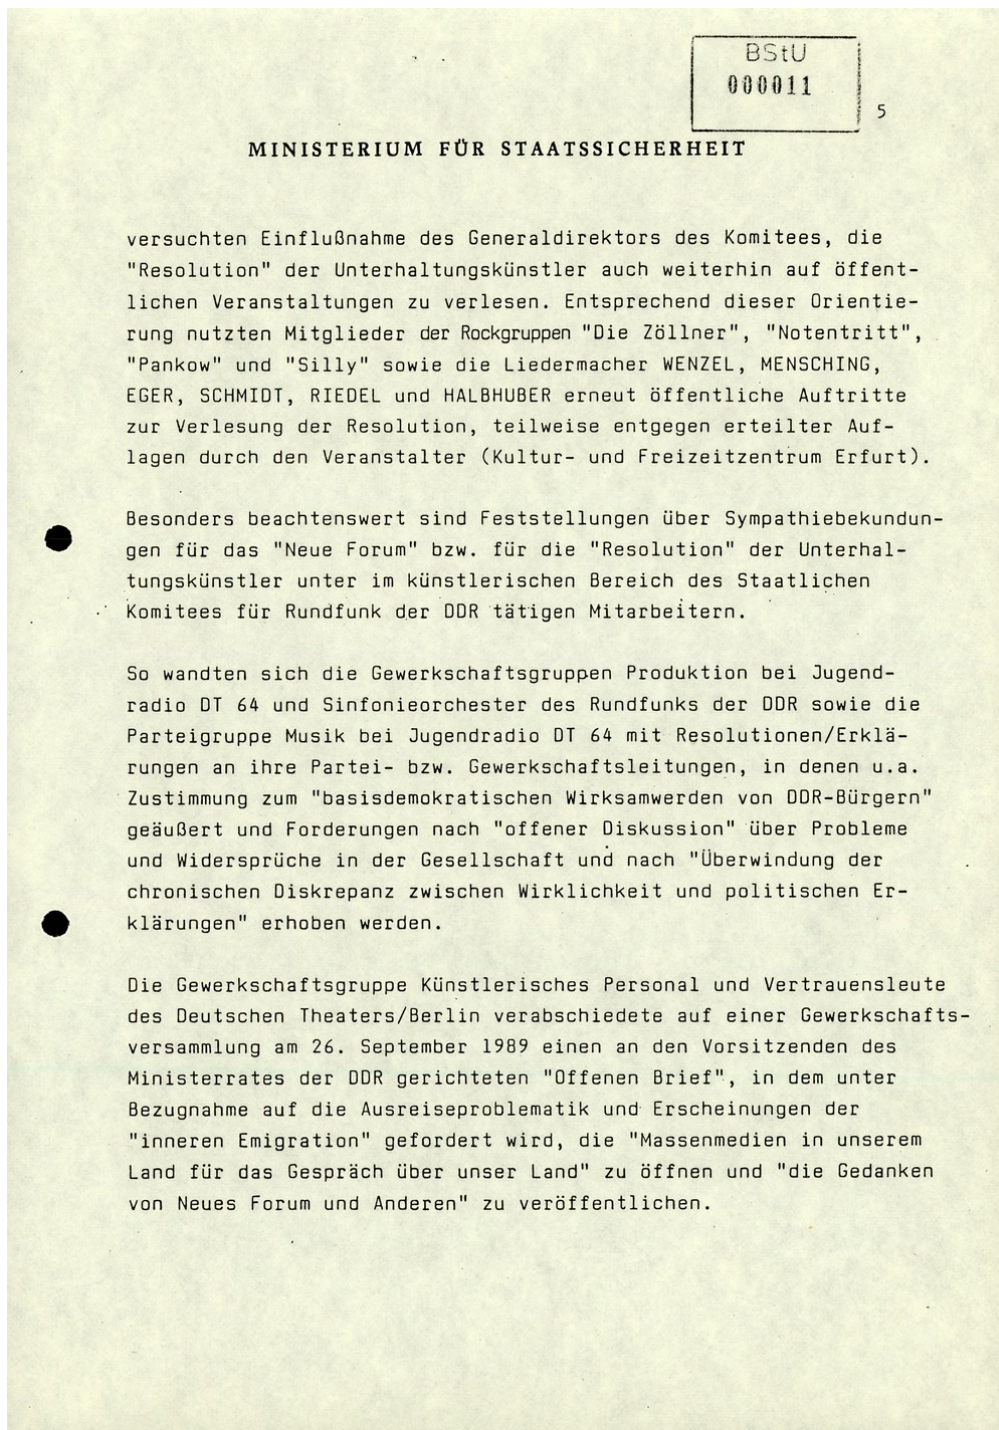 BStU
000011
5
MINISTERIUM FÜR STAATSSICHERHEIT
versuchten Einflußnahme des Generaldirektors des Komitees, die
"Resolution" der Unterhaltungskünstler auch weiterhin auf öffent-
lichen Veranstaltungen zu verlesen. Entsprechend dieser Orientie-
rung nutzten Mitglieder der Rockgruppen "Die Zöllner", "Notentritt",
"Pankow" und "Silly" sowie die Liedermacher WENZEL, MENSCHING,
EGER, SCHMIDT, RIEDEL und HALBHUBER erneut öffentliche Auftritte
zur Verlesung der Resolution, teilweise entgegen erteilter Auf-
lagen durch den Veranstalter (Kultur- und Freizeitzentrum Erfurt).
Besonders beachtenswert sind Feststellungen über Sympathiebekundun-
gen für das "Neue Forum" bzw. für die "Resolution" der Unterhal-
tungskünstler unter im künstlerischen Bereich des Staatlichen
Komitees für Rundfunk der DDR tätigen Mitarbeitern.
So wandten sich die Gewerkschaftsgruppen Produktion bei Jugend-
radio DT 64 und Sinfonieorchester des Rundfunks der DDR sowie die
Parteigruppe Musik bei Jugendradio DT 64 mit Resolutionen/Erklä-
rungen an ihre Partei- bzw. Gewerkschaftsleitungen, in denen u.a.
Zustimmung zum "basisdemokratischen Wirksamwerden von DDR-Bürgern"
geäußert und Forderungen nach "offener Diskussion" über Probleme
und Widersprüche in der Gesellschaft und nach "Überwindung der
chronischen Diskrepanz zwischen Wirklichkeit und politischen Er-
klärungen" erhoben werden.
Die Gewerkschaftsgruppe Künstlerisches Personal und Vertrauensleute
des Deutschen Theaters/Berlin verabschiedete auf einer Gewerkschafts-
versammlung am 26. September 1989 einen an den Vorsitzenden des
Ministerrates der DDR gerichteten "Offenen Brief", in dem unter
Bezugnahme auf die Ausreiseproblematik und Erscheinungen der
"inneren Emigration" gefordert wird, die "Massenmedien in unserem
Land für das Gespräch über unser Land" zu öffnen und "die Gedanken
von Neues Forum und Anderen" zu veröffentlichen.